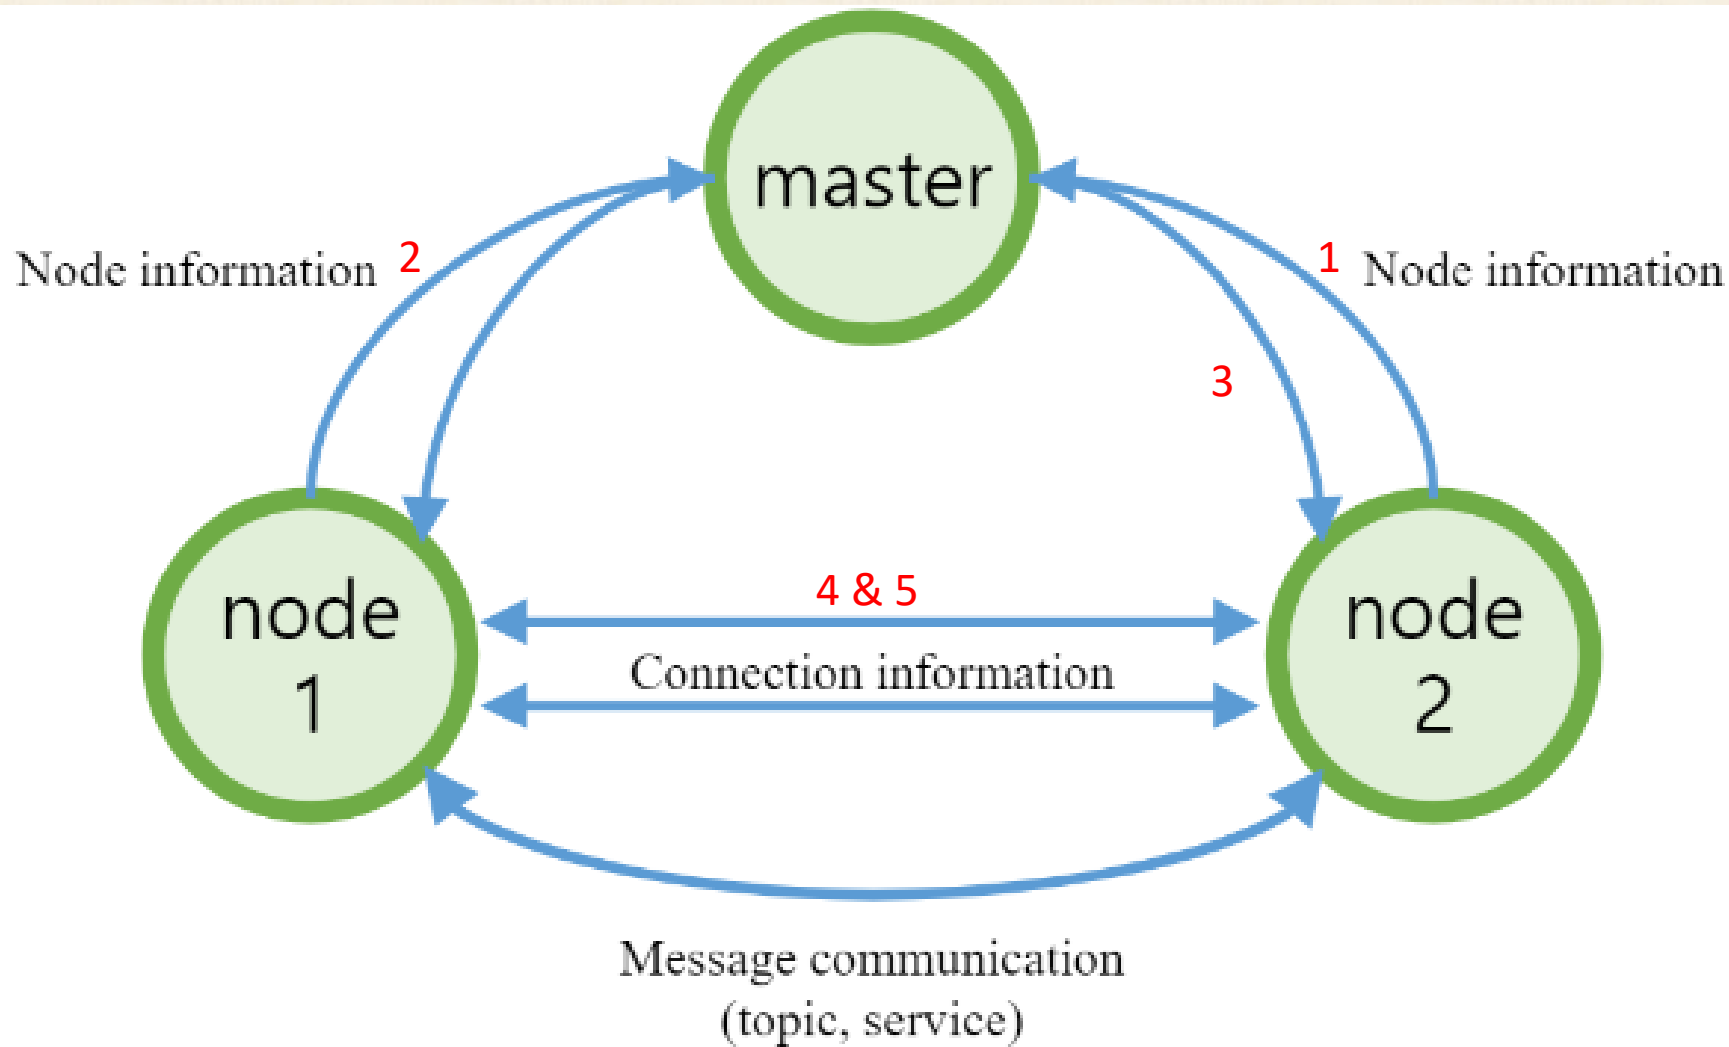 master
Node information 2
1 Node information
3
node
1
4 & 5
Connection information
node
2
Message communication
(topic, service)